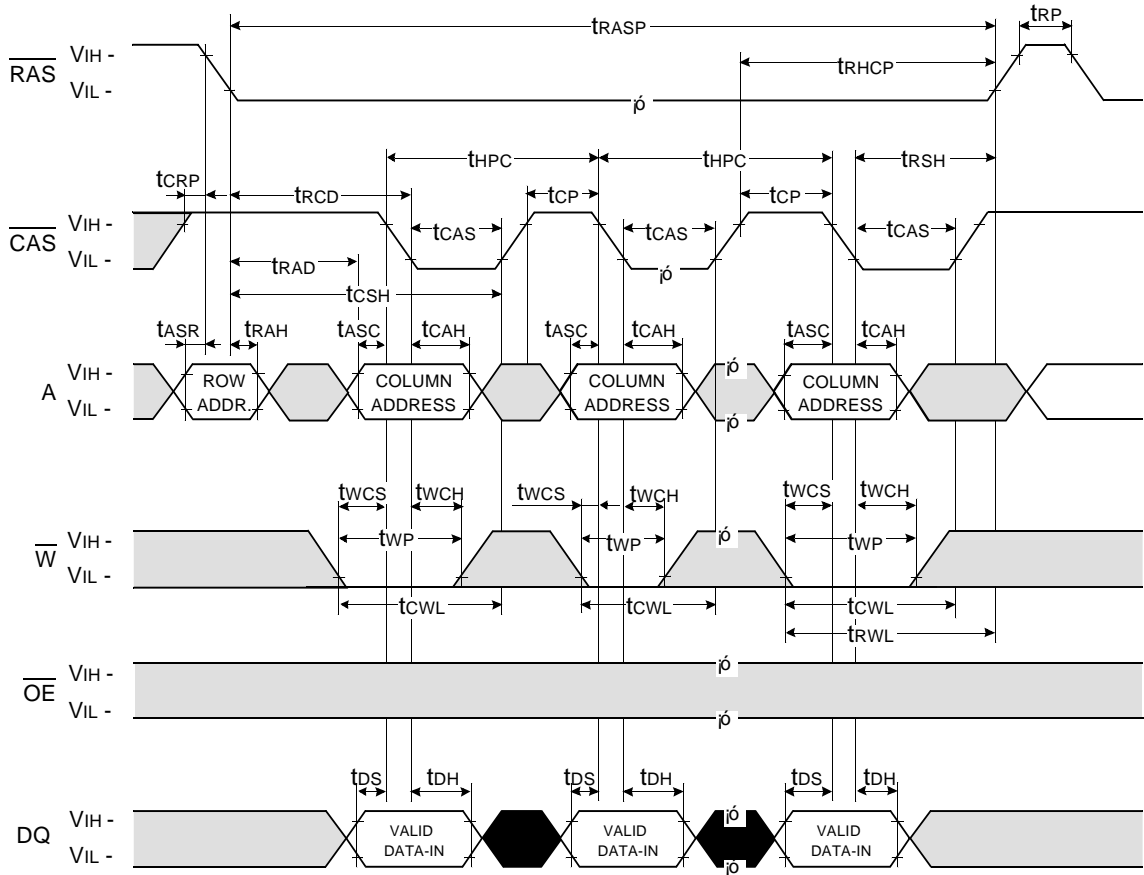 tRASP
tRP
RAS
VIH -
VIL -
tRHCP
¡ó
tHPC
tHPC
tRSH
tCRP
tRCD
tCP
tCP
CAS
VIH -
VIL -
tCAS
tCAS
tCAS
¡ó
tRAD
tCSH
tASR
tRAH
tASC
tCAH
tASC
tCAH
tASC
tCAH
A
VIH -
VIL -
ROW
ADDR.
COLUMN
ADDRESS
COLUMN
ADDRESS
¡ó
¡ó
COLUMN
ADDRESS
tWCS
tWCH
tWCS
tWCH
tWCS
tWCH
W
VIH -
VIL -
tWP
tWP
¡ó
tWP
tCWL
tCWL
tCWL
tRWL
OE
VIH -
VIL -
¡ó
¡ó
tDS
tDH
tDS
tDH
tDS
tDH
DQ
VIH -
VIL -
VALID
DATA-IN
VALID
DATA-IN
¡ó
¡ó
VALID
DATA-IN